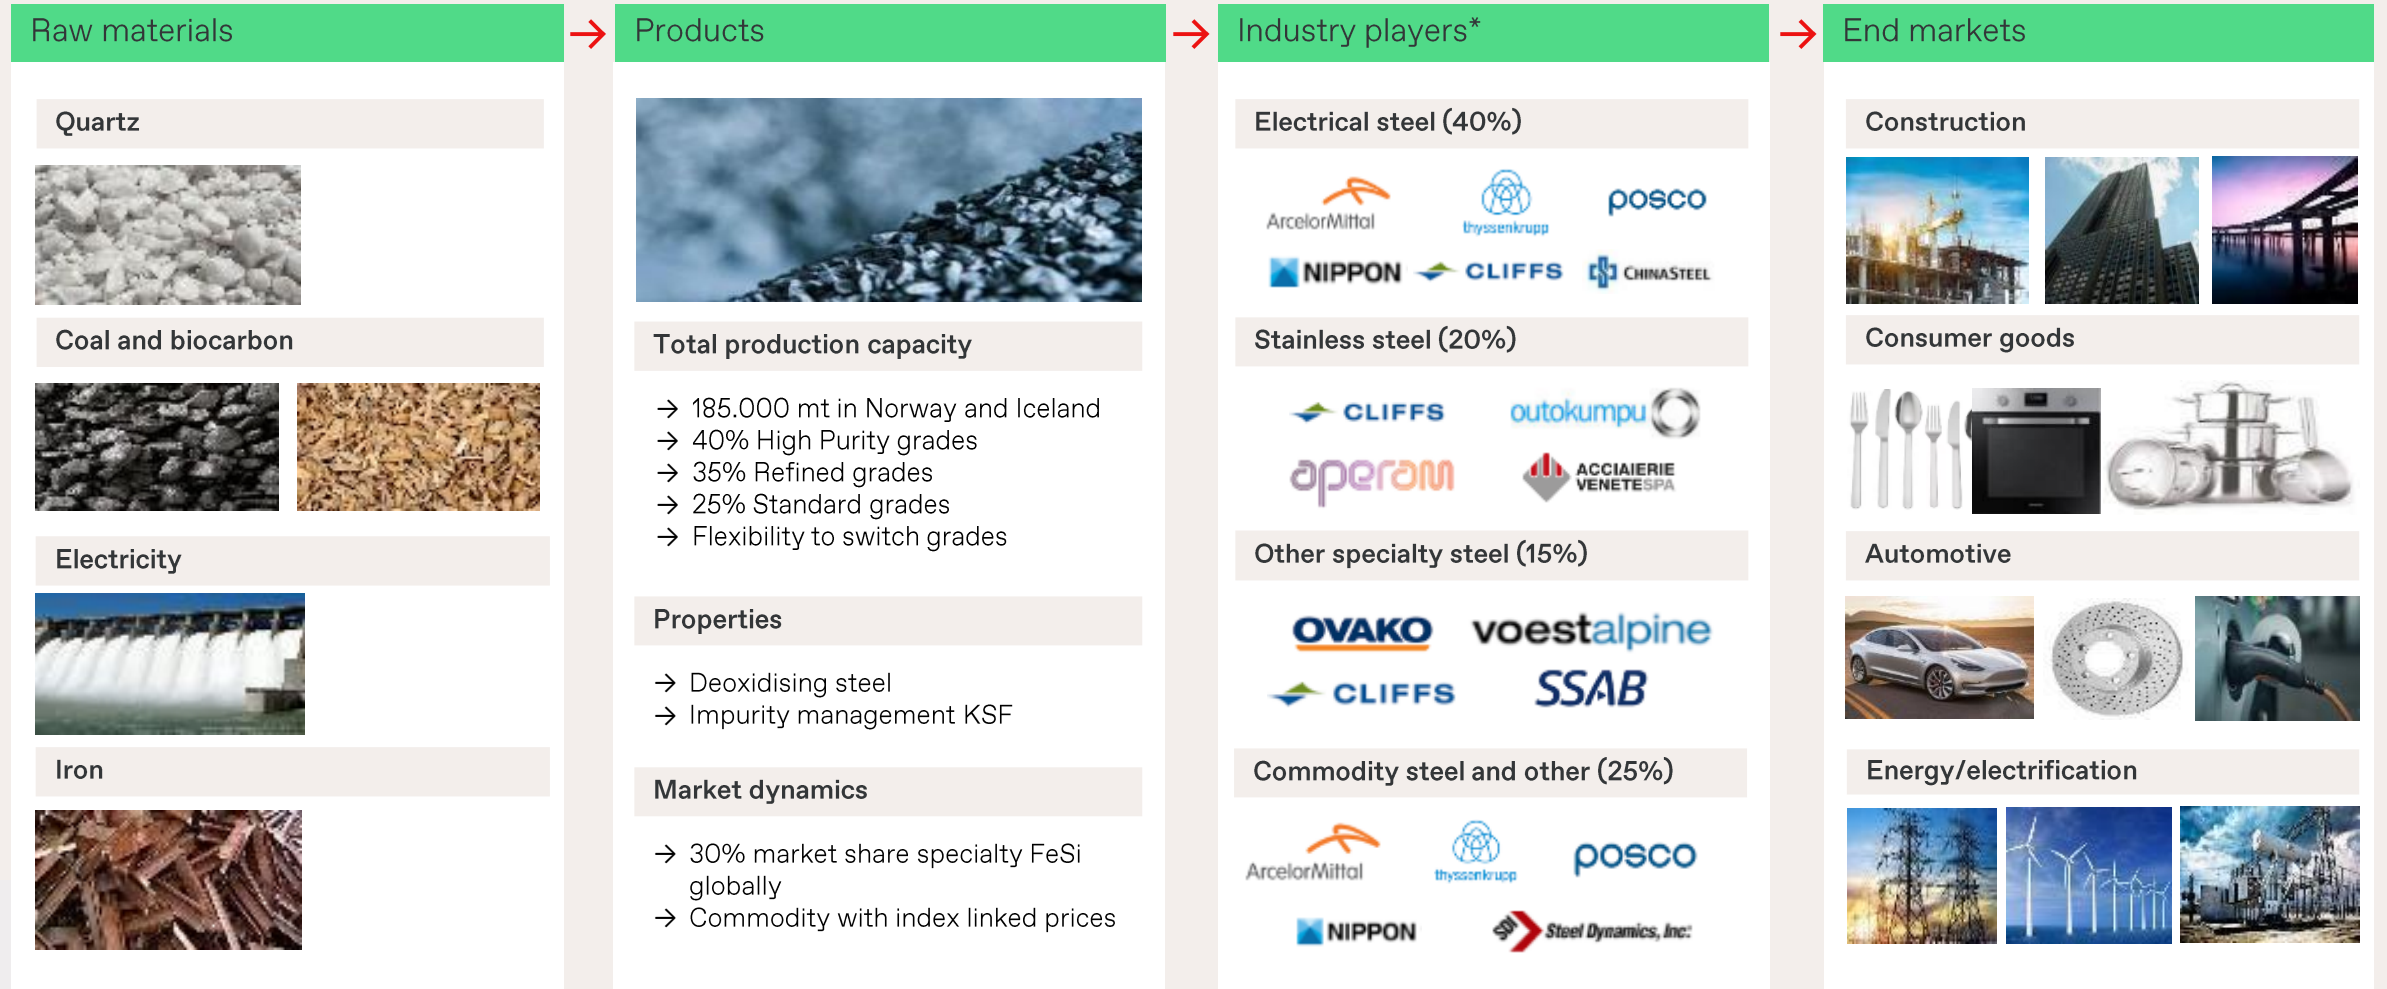 Raw materials
Products
Industry players*
End markets
Quartz
Coal and biocarbon
Electricity
Iron
Total production capacity
→ 185.000 mt in Norway and Iceland
→ 40% High Purity grades
→ 35% Refined grades
→ 25% Standard grades
→ Flexibility to switch grades
Properties
→ Deoxidising steel
→ Impurity management KSF
Market dynamics
→ 30% market share specialty FeSi
globally
→ Commodity with index linked prices
Electrical steel (40%)
ArcelorMittal
thyssenkrupp
posco
NIPPON
CLIFFS
CHINA STEEL
Stainless steel (20%)
CLIFFS
outokumpu
aperam
ACCIAIERIE
VENETE SPA
Other specialty steel (15%)
OVAKO
voestalpine
CLIFFS
SSAB
Commodity steel and other (25%)
ArcelorMittal
thyssenkrupp
posco
NIPPON
SDI
Steel Dynamics, Inc.
Construction
Consumer goods
Automotive
Energy/electrification